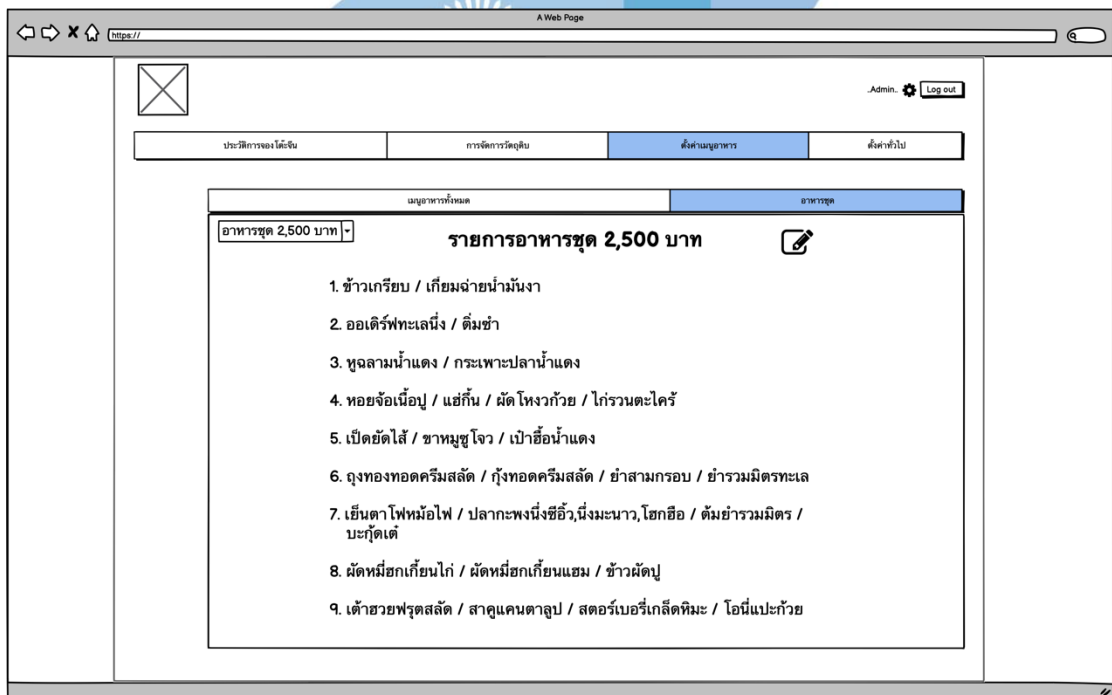 A Web Page
https://
..Admin.. Log out
ประวัติการจองโต๊ะจีน การจัดการวัตถุดิบ ตั้งค่าเมนูอาหาร ตั้งค่าทั่วไป
เมนูอาหารทั้งหมด อาหารชุด
อาหารชุด 2,500 บาท
รายการอาหารชุด 2,500 บาท
1. ข้าวเกรียบ / เกี๊ยมฉ่ายน้ำมันงา
2. ออเดิร์ฟทะเลนึ่ง / ติ่มซำ
3. หูฉลามน้ำแดง / กระเพาะปลาน้ำแดง
4. หอยจ้อเนื้อปู / แฮ่กึ้น / ผัดโหงวก้วย / ไก่รวนตะไคร้
5. เป็ดยัดไส้ / ขาหมูซูโจว / เป๋าฮื้อน้ำแดง
6. ถุงทองทอดครีมสลัด / กุ้งทอดครีมสลัด / ยำสามกรอบ / ยำรวมมิตรทะเล
7. เย็นตาโฟหม้อไฟ / ปลากะพงนึ่งซีอิ้ว,นึ่งมะนาว,โฮกฮือ / ต้มยำรวมมิตร /
บะกุ้ดเต๋
8. ผัดหมี่ฮกเกี้ยนไก่ / ผัดหมี่ฮกเกี้ยนแฮม / ข้าวผัดปู
9. เต้าฮวยฟรุตสลัด / สาคูแคนตาลูป / สตอร์เบอรี่เกล็ดหิมะ / โอนี่แปะก้วย